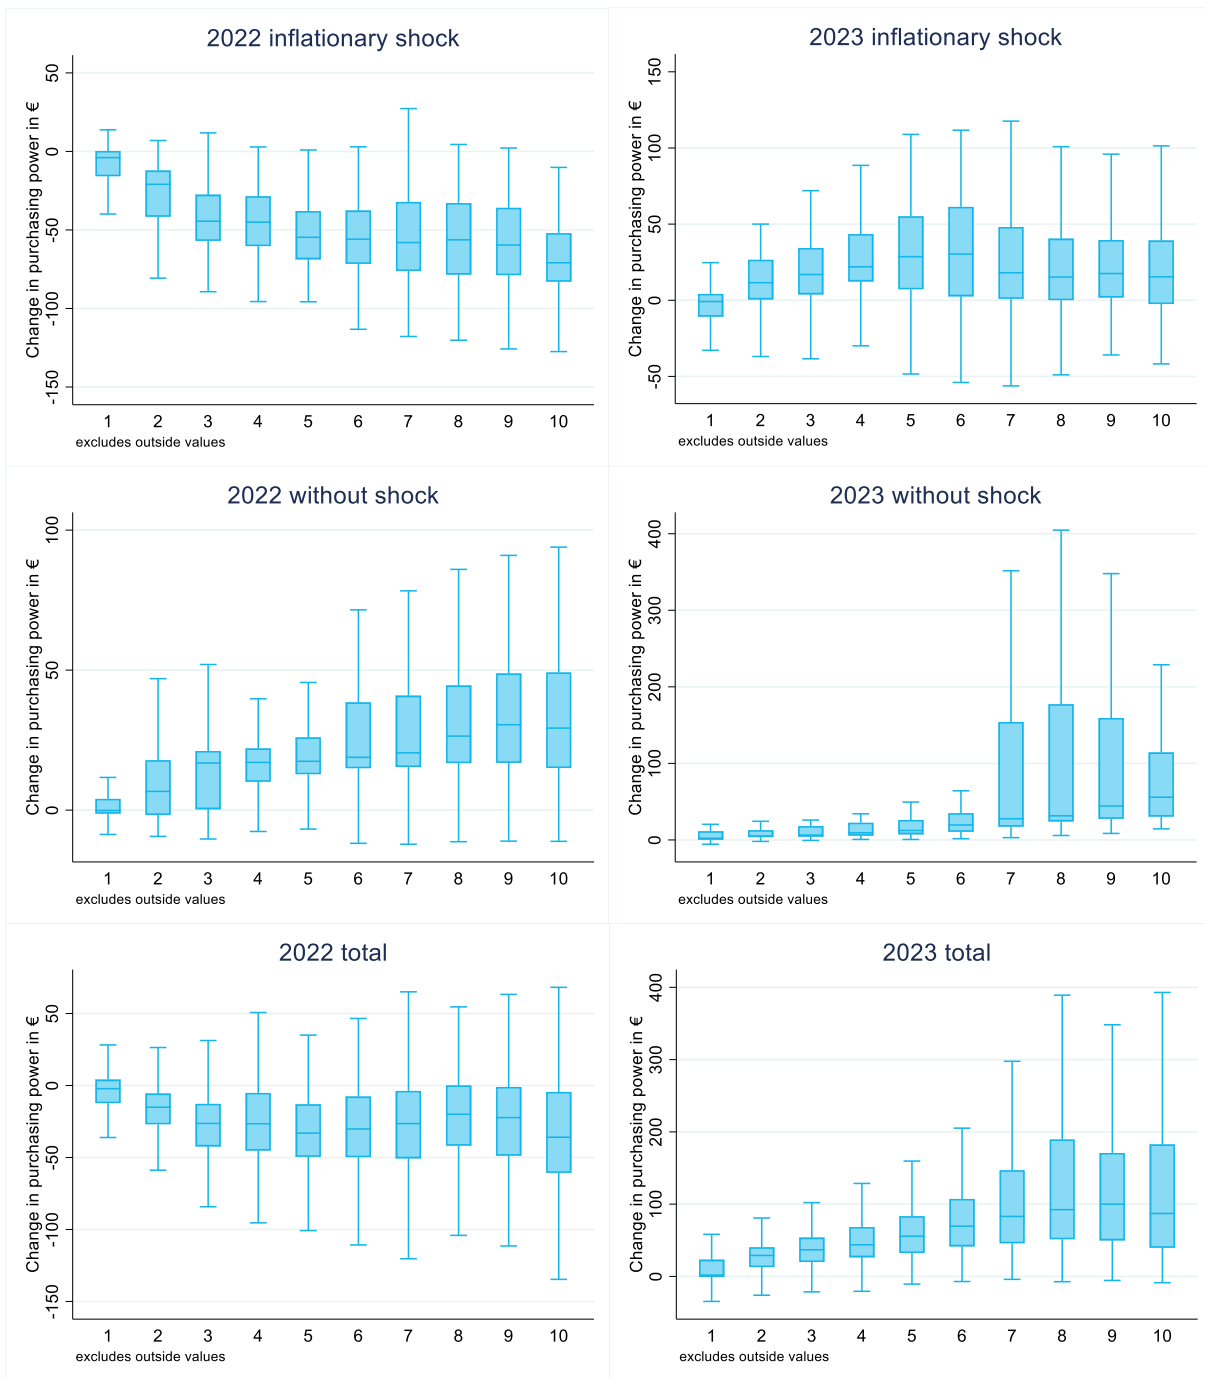 2022 inflationary shock
Change in purchasing power in €
50
0
-50
-100
-150
1 2 3 4 5 6 7 8 9 10
excludes outside values
2023 inflationary shock
Change in purchasing power in €
150
100
50
0
-50
1 2 3 4 5 6 7 8 9 10
excludes outside values
2022 without shock
Change in purchasing power in €
100
50
0
1 2 3 4 5 6 7 8 9 10
excludes outside values
2023 without shock
Change in purchasing power in €
400
300
200
100
0
1 2 3 4 5 6 7 8 9 10
excludes outside values
2022 total
Change in purchasing power in €
50
0
-50
-100
-150
1 2 3 4 5 6 7 8 9 10
excludes outside values
2023 total
Change in purchasing power in €
400
300
200
100
0
1 2 3 4 5 6 7 8 9 10
excludes outside values